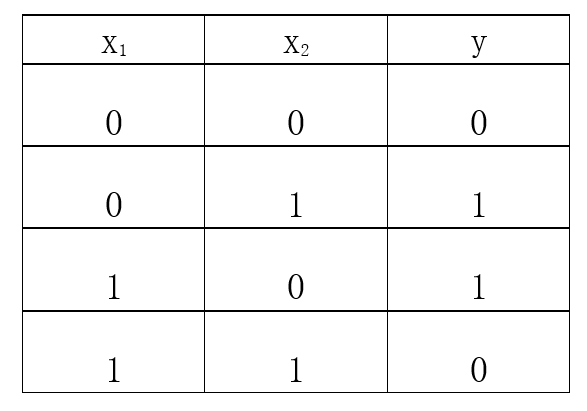 x₁ x₂ y
0 0 0
0 1 1
1 0 1
1 1 0